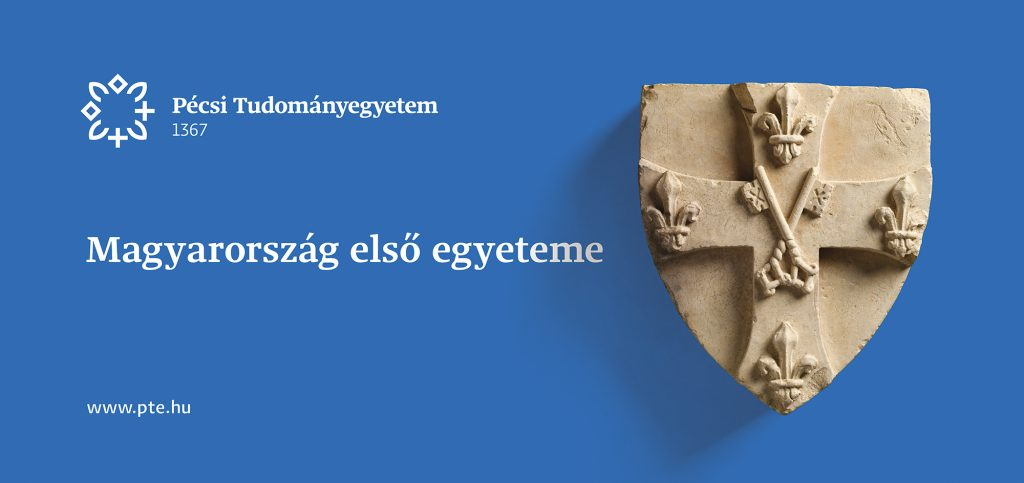 Pécsi Tudományegyetem
1367
Magyarország első egyeteme
www.pte.hu